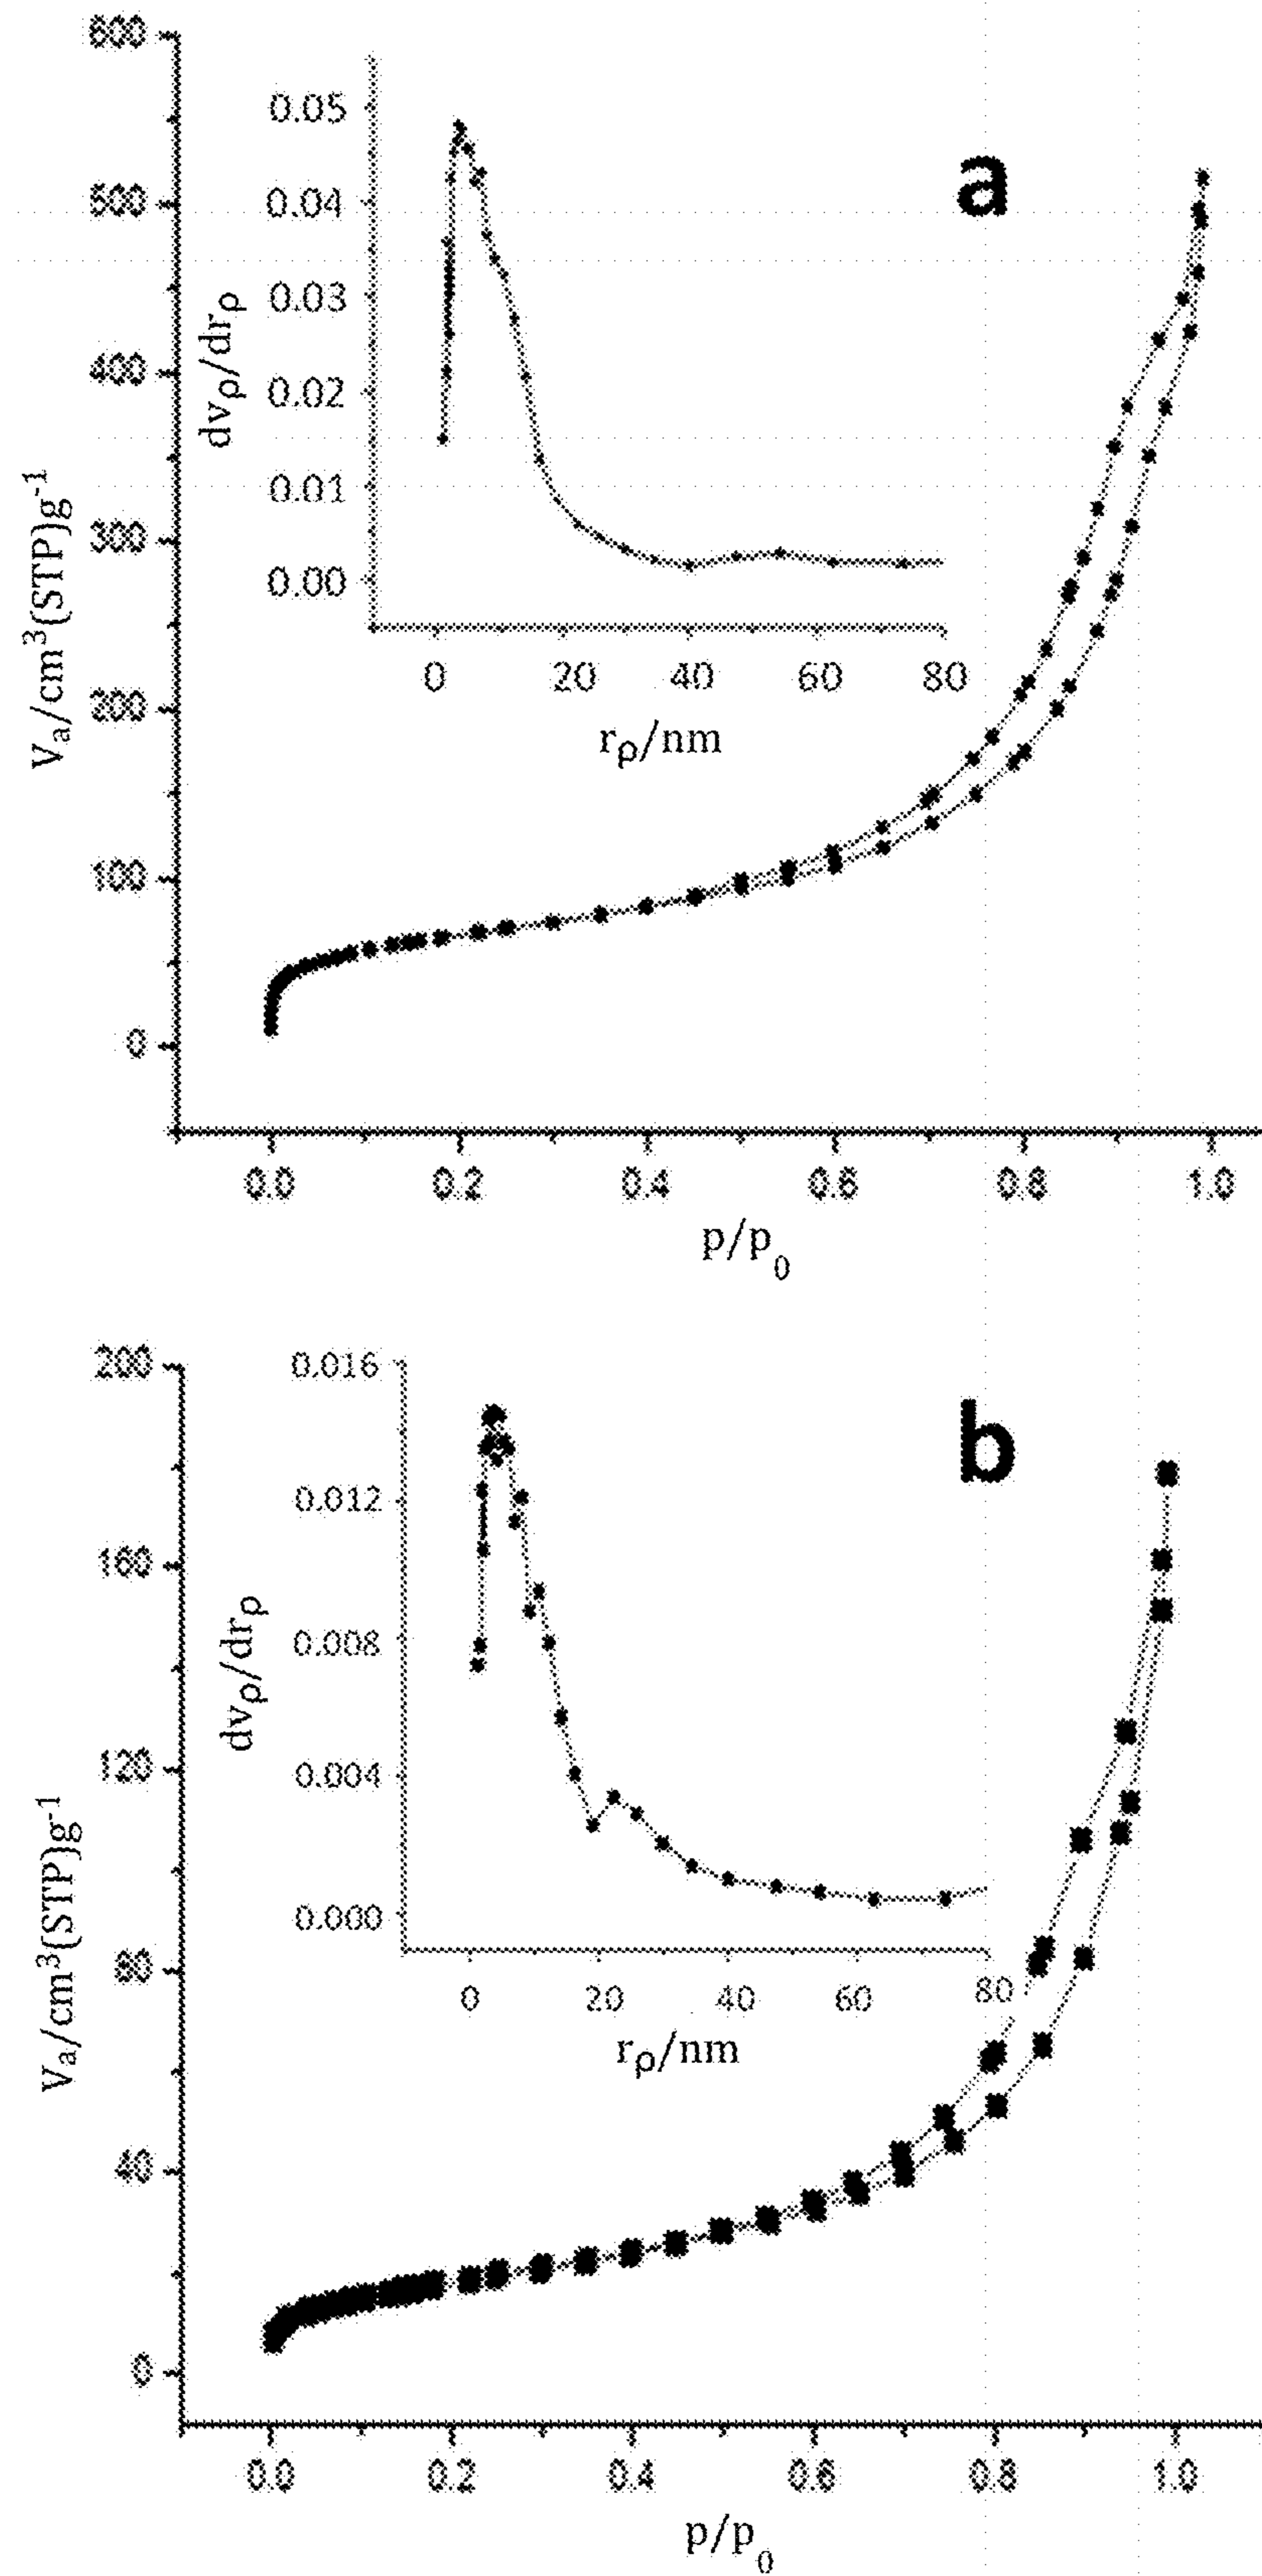 600
500
400
300
200
100
0
V_a/cm³(STP)g⁻¹
0.05
0.04
0.03
0.02
0.01
0.00
dvρ/drρ
0 20 40 60 80
rρ/nm
a
0.0 0.2 0.4 0.6 0.8 1.0
p/p₀
200
160
120
80
40
0
V_a/cm³(STP)g⁻¹
0.016
0.012
0.008
0.004
0.000
dvρ/drρ
0 20 40 60 80
rρ/nm
b
0.0 0.2 0.4 0.6 0.8 1.0
p/p₀